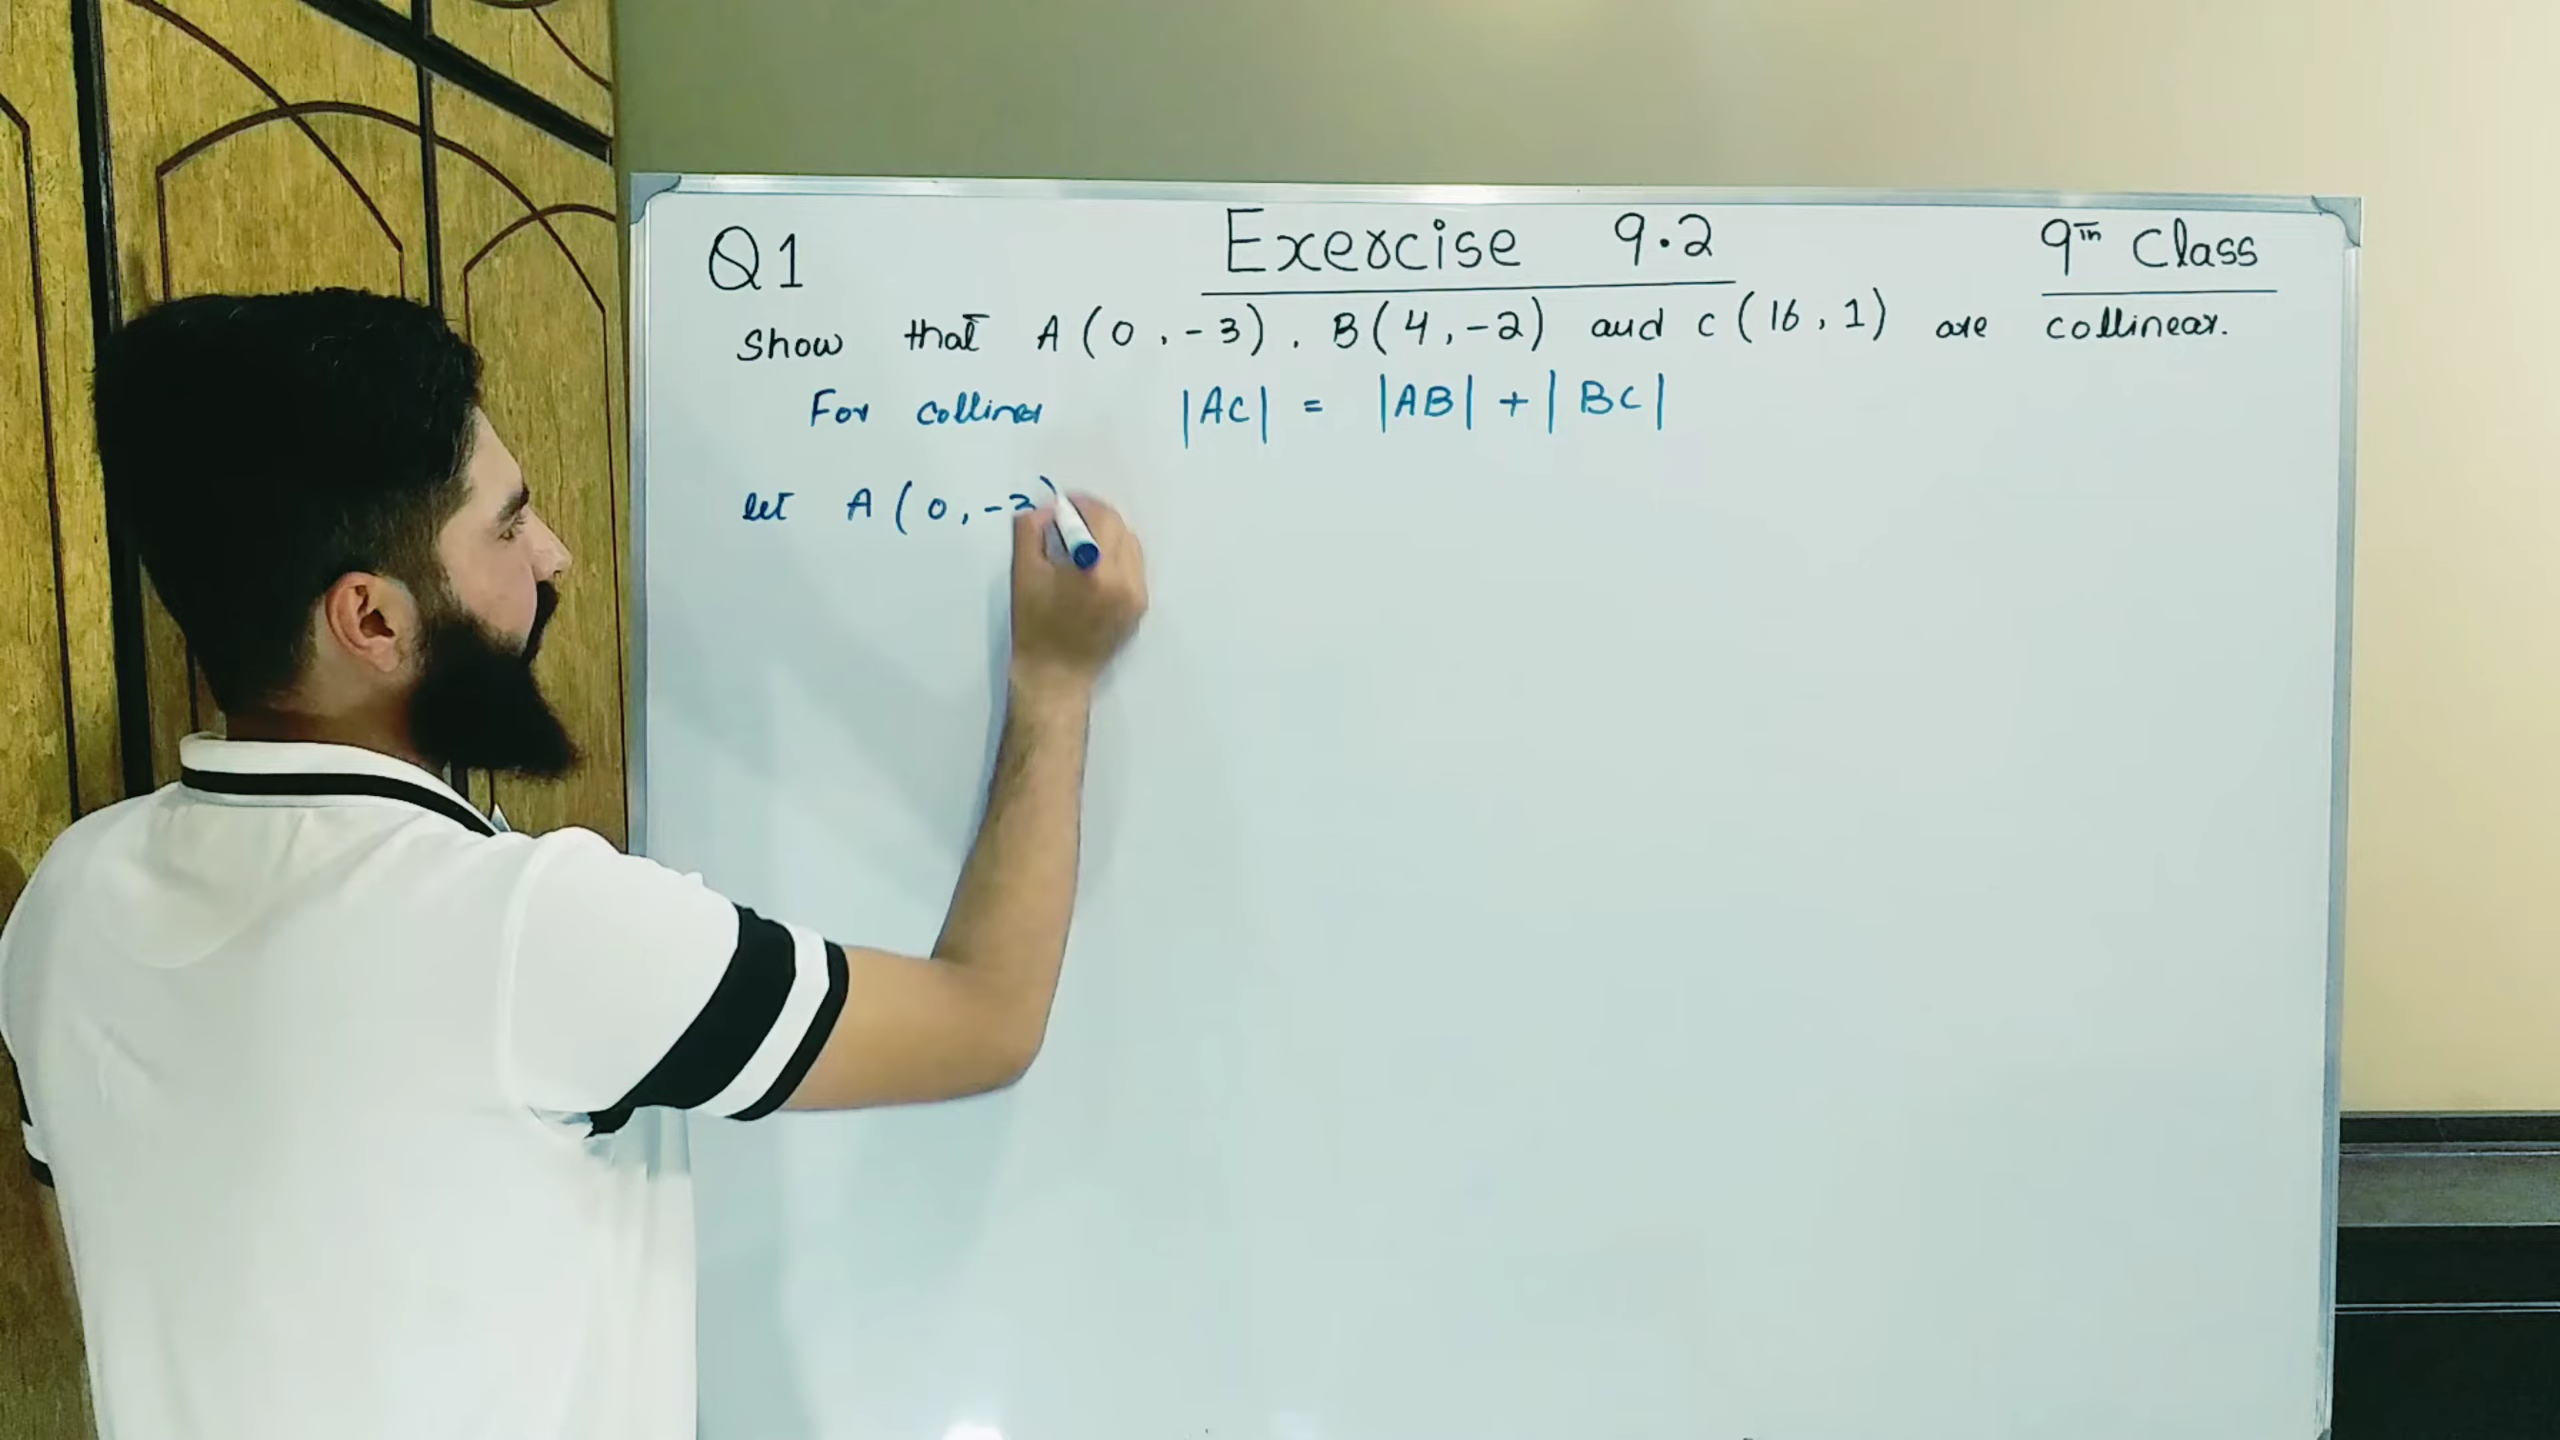 Q1 Exercise 9.2 9th Class
Show that A(0,-3), B(4,-2) and C(16,1) are collinear.
For colliner |AC| = |AB| + |BC|
let A(0,-3)